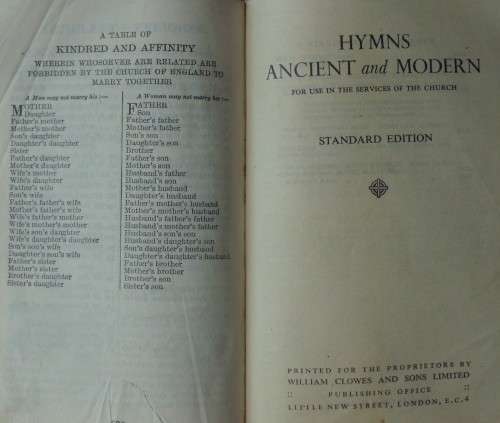 A TABLE OF
KINDRED AND AFFINITY
WHEREIN WHOSOEVER ARE RELATED ARE
FORBIDDEN BY THE CHURCH OF ENGLAND TO
MARRY TOGETHER
A Man may not marry his:—
MOTHER
Daughter
Father's mother
Mother's mother
Son's daughter
Daughter's daughter
Sister
Father's daughter
Mother's daughter
Wife's mother
Wife's daughter
Father's wife
Son's wife
Father's father's wife
Mother's father's wife
Wife's father's mother
Wife's mother's mother
Wife's son's daughter
Wife's daughter's daughter
Son's son's wife
Daughter's son's wife
Father's sister
Mother's sister
Brother's daughter
Sister's daughter
A Woman may not marry her:—
FATHER
Son
Father's father
Mother's father
Son's son
Daughter's son
Brother
Father's son
Mother's son
Husband's father
Husband's son
Mother's husband
Daughter's husband
Father's mother's husband
Mother's mother's husband
Husband's father's father
Husband's mother's father
Husband's son's son
Husband's daughter's son
Son's daughter's husband
Daughter's daughter's husband
Father's brother
Mother's brother
Brother's son
Sister's son
HYMNS
ANCIENT and MODERN
FOR USE IN THE SERVICES OF THE CHURCH
STANDARD EDITION
PRINTED FOR THE PROPRIETORS BY
WILLIAM CLOWES AND SONS LIMITED
:: PUBLISHING OFFICE ::
LITTLE NEW STREET, LONDON, E.C.4